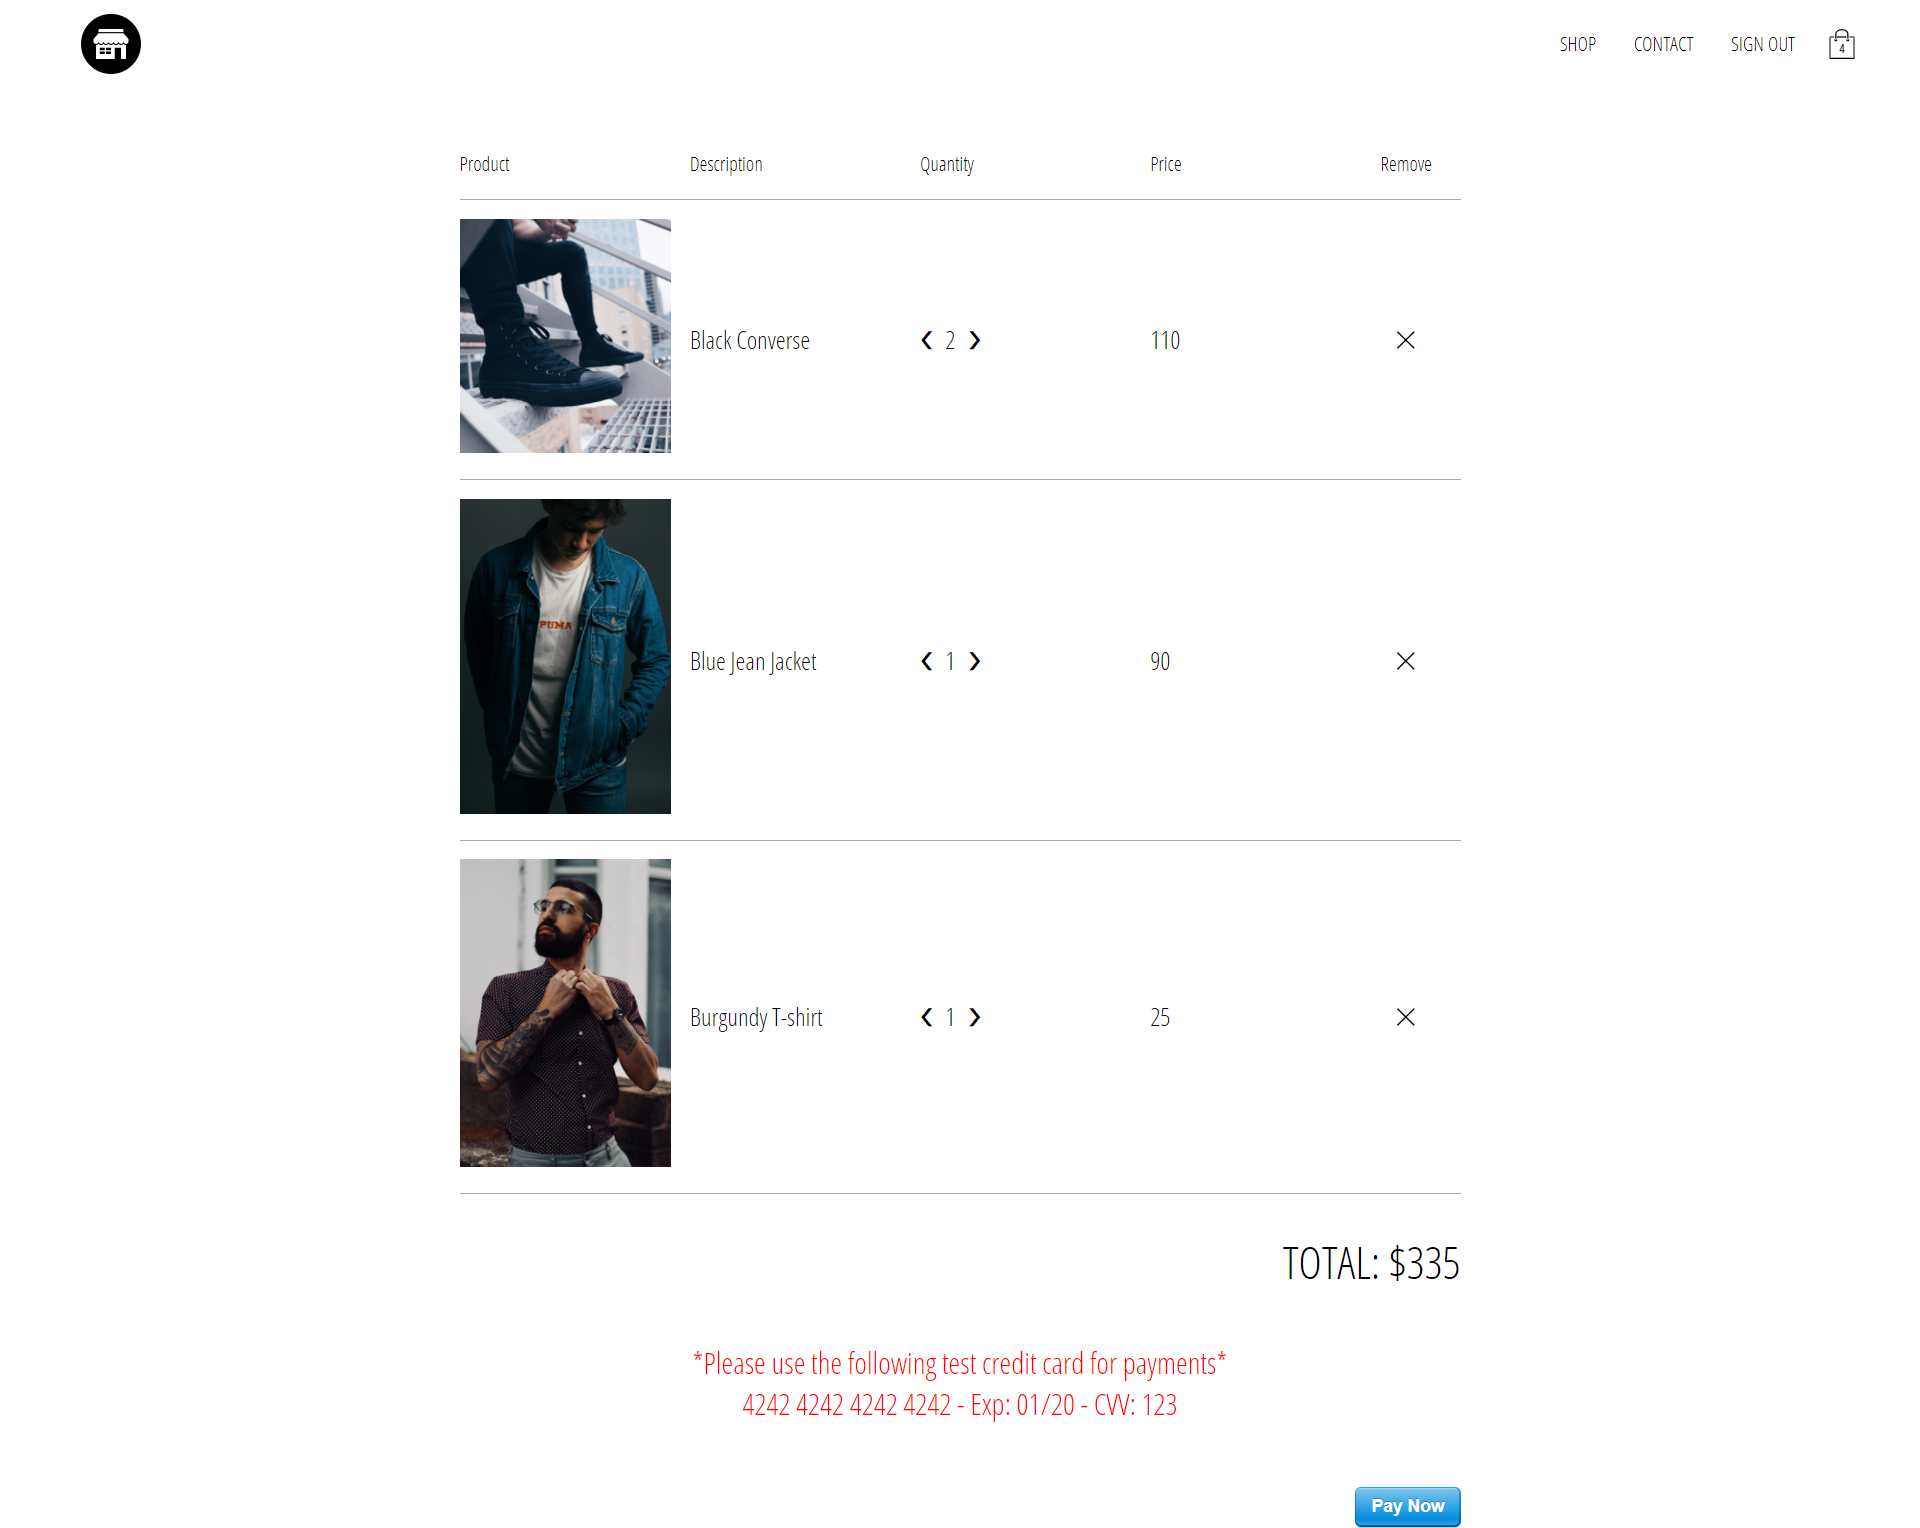 SHOP CONTACT SIGN OUT 4
Product Description Quantity Price Remove
Black Converse ❮ 2 ❯ 110 ✕
PUMA
Blue Jean Jacket ❮ 1 ❯ 90 ✕
Burgundy T-shirt ❮ 1 ❯ 25 ✕
TOTAL: $335
*Please use the following test credit card for payments*
4242 4242 4242 4242 - Exp: 01/20 - CVV: 123
Pay Now